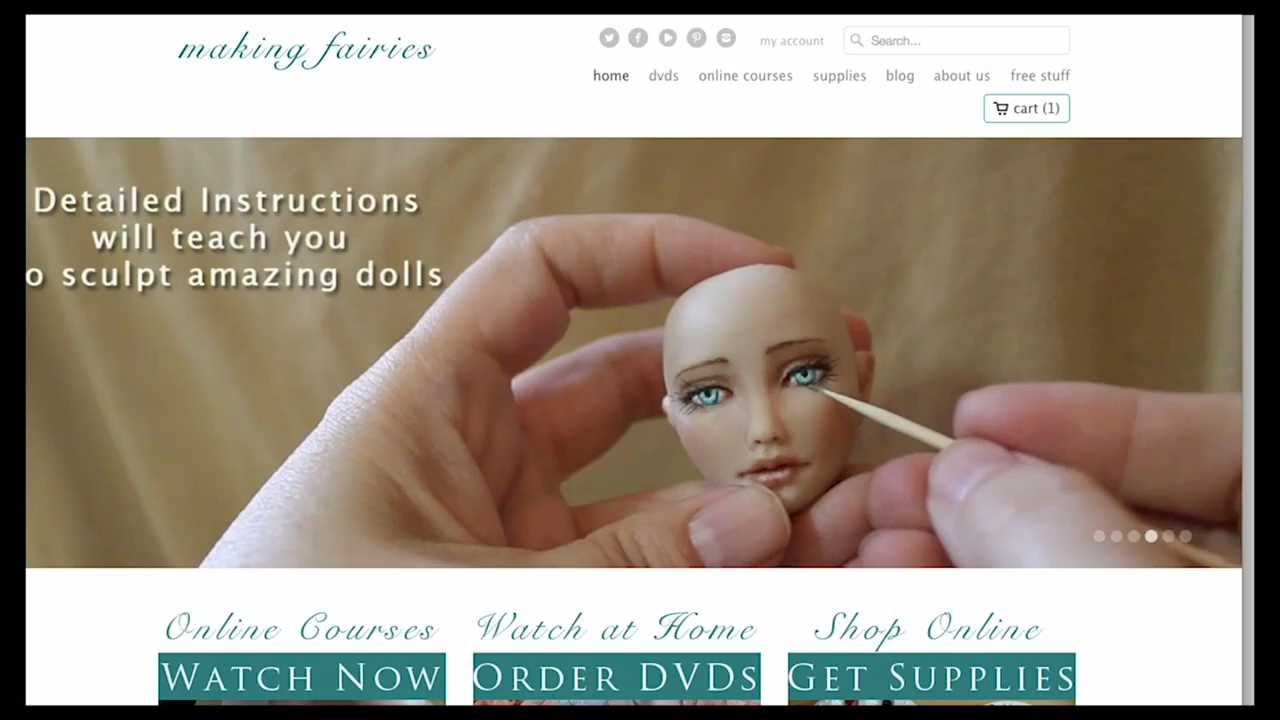 making fairies
my account
Search...
home dvds online courses supplies blog about us free stuff
cart (1)
Detailed Instructions
will teach you
o sculpt amazing dolls
Online Courses
WATCH NOW
Watch at Home
ORDER DVDS
Shop Online
GET SUPPLIES